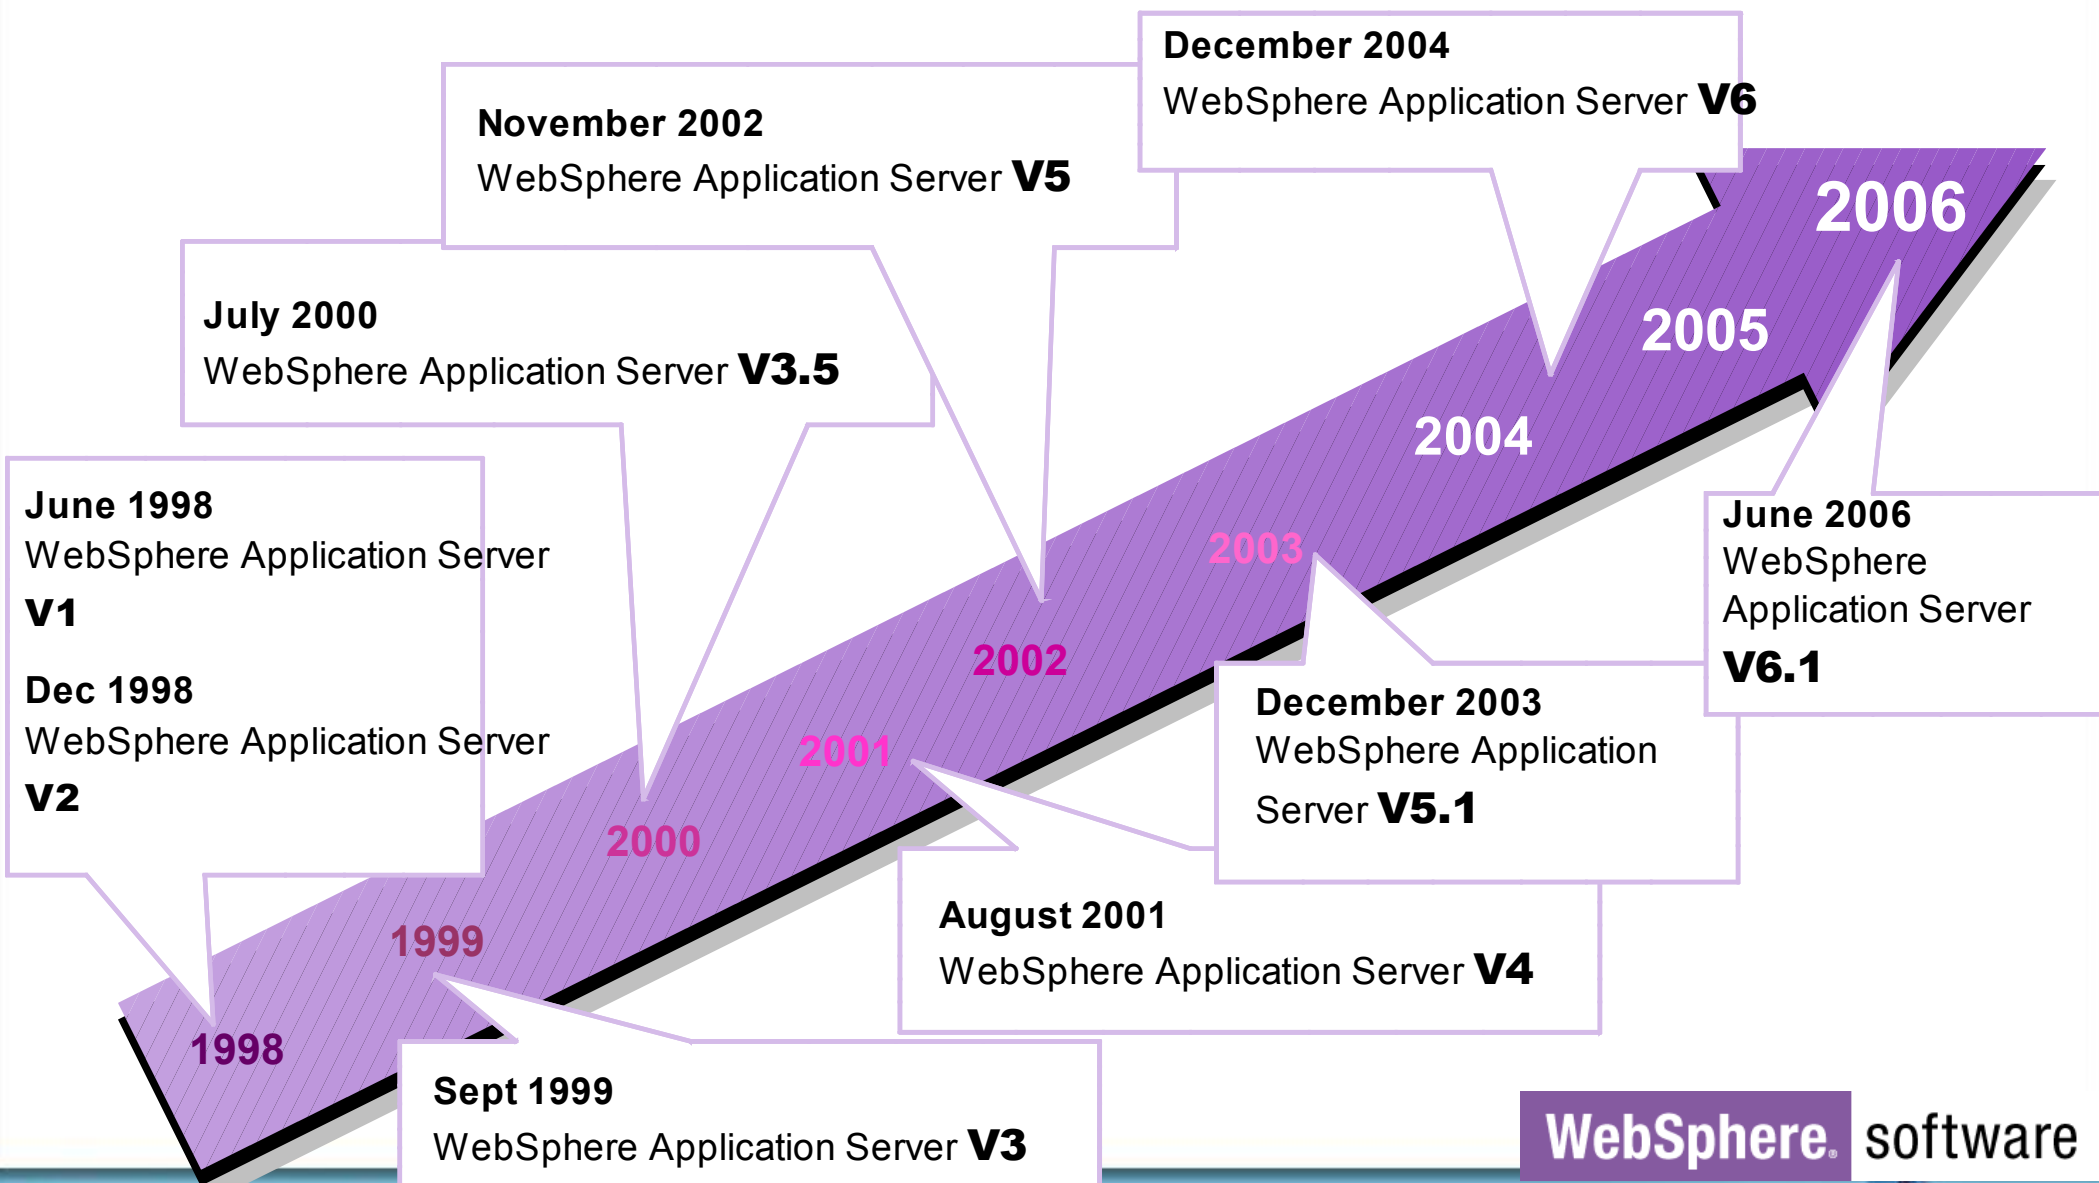 December 2004
WebSphere Application Server V6
November 2002
WebSphere Application Server V5
2006
July 2000
WebSphere Application Server V3.5
2005
2004
June 1998
WebSphere Application Server
V1
Dec 1998
WebSphere Application Server
V2
June 2006
WebSphere
Application Server
V6.1
2003
2002
December 2003
WebSphere Application
Server V5.1
2001
2000
August 2001
WebSphere Application Server V4
1999
1998
Sept 1999
WebSphere Application Server V3
WebSphere® software